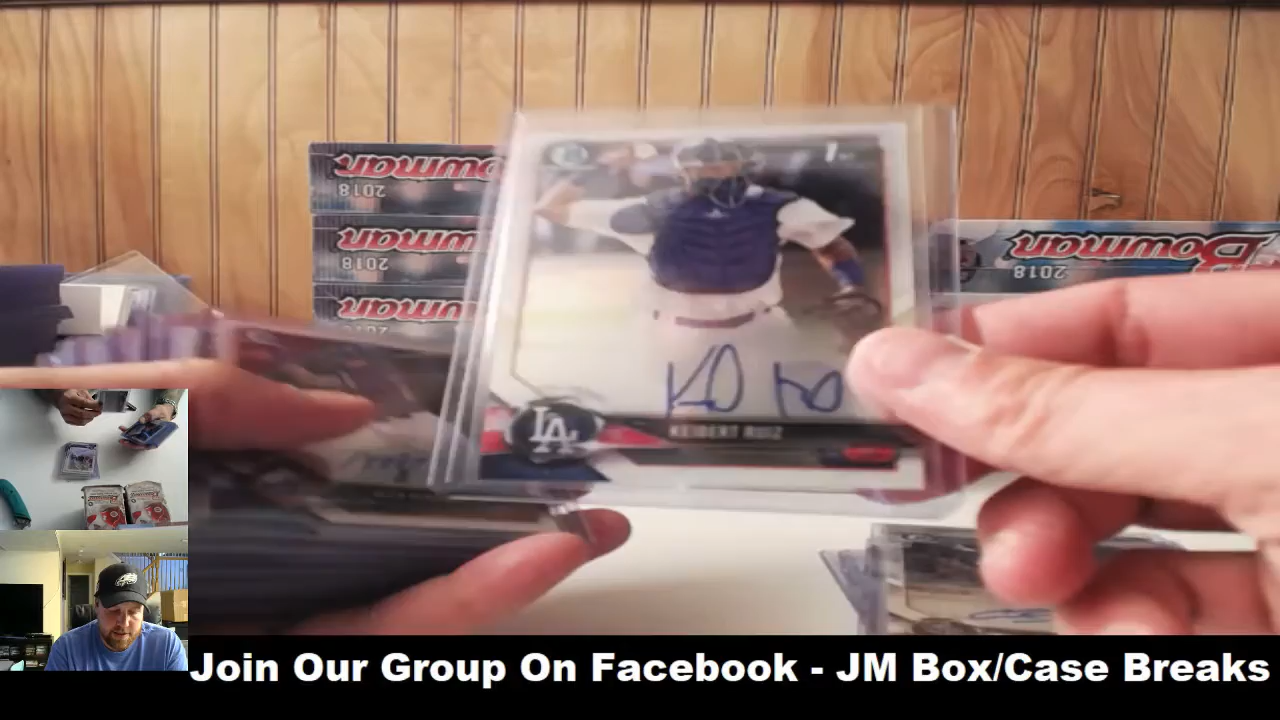 Bowman
2018
Bowman
2018
Bowman
Bowman
2018
1st
LA
KEIBERT RUIZ
Join Our Group On Facebook - JM Box/Case Breaks